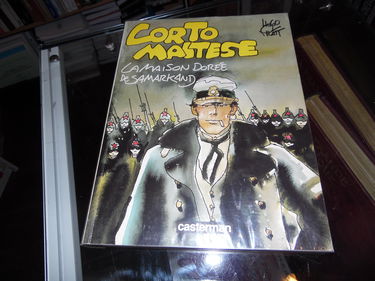 CORTO
MALTESE
HUGO
PRATT
LA MAISON DORÉE
DE SAMARKAND
casterman